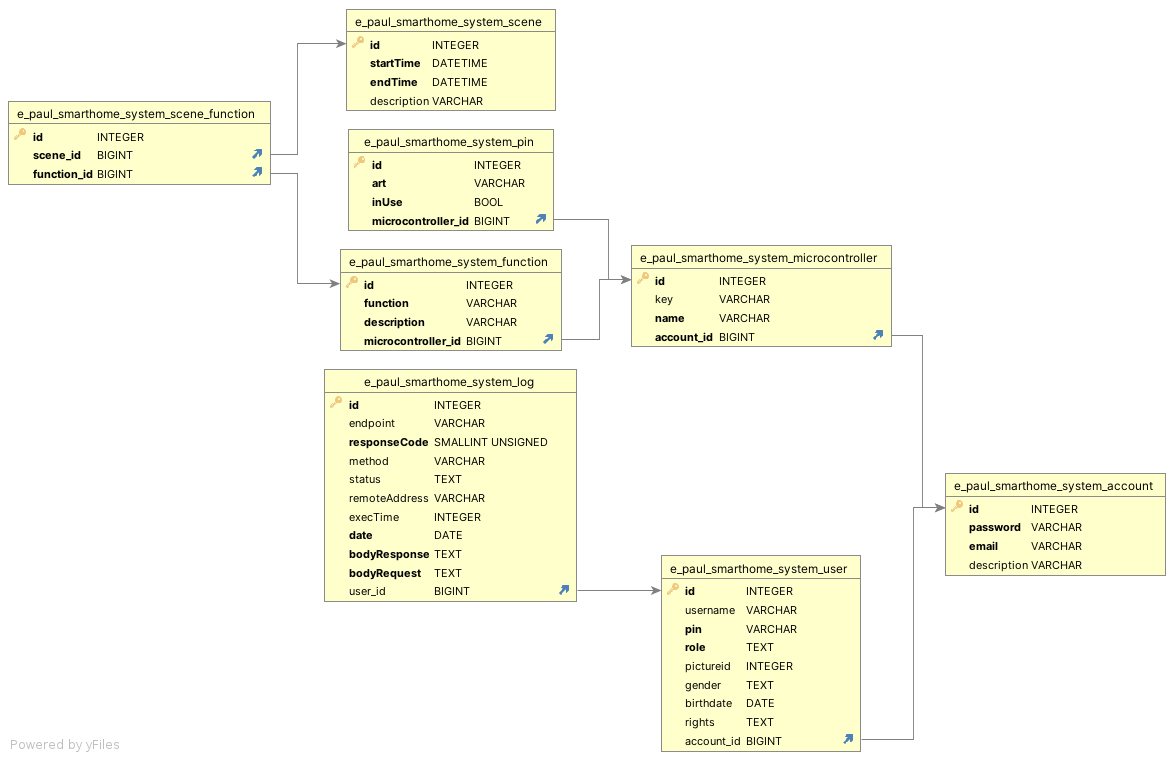 e_paul_smarthome_system_scene
id INTEGER
startTime DATETIME
endTime DATETIME
description VARCHAR
e_paul_smarthome_system_scene_function
id INTEGER
scene_id BIGINT
function_id BIGINT
e_paul_smarthome_system_pin
id INTEGER
art VARCHAR
inUse BOOL
microcontroller_id BIGINT
e_paul_smarthome_system_function
id INTEGER
function VARCHAR
description VARCHAR
microcontroller_id BIGINT
e_paul_smarthome_system_microcontroller
id INTEGER
key VARCHAR
name VARCHAR
account_id BIGINT
e_paul_smarthome_system_log
id INTEGER
endpoint VARCHAR
responseCode SMALLINT UNSIGNED
method VARCHAR
status TEXT
remoteAddress VARCHAR
execTime INTEGER
date DATE
bodyResponse TEXT
bodyRequest TEXT
user_id BIGINT
e_paul_smarthome_system_account
id INTEGER
password VARCHAR
email VARCHAR
description VARCHAR
e_paul_smarthome_system_user
id INTEGER
username VARCHAR
pin VARCHAR
role TEXT
pictureid INTEGER
gender TEXT
birthdate DATE
rights TEXT
account_id BIGINT
Powered by yFiles